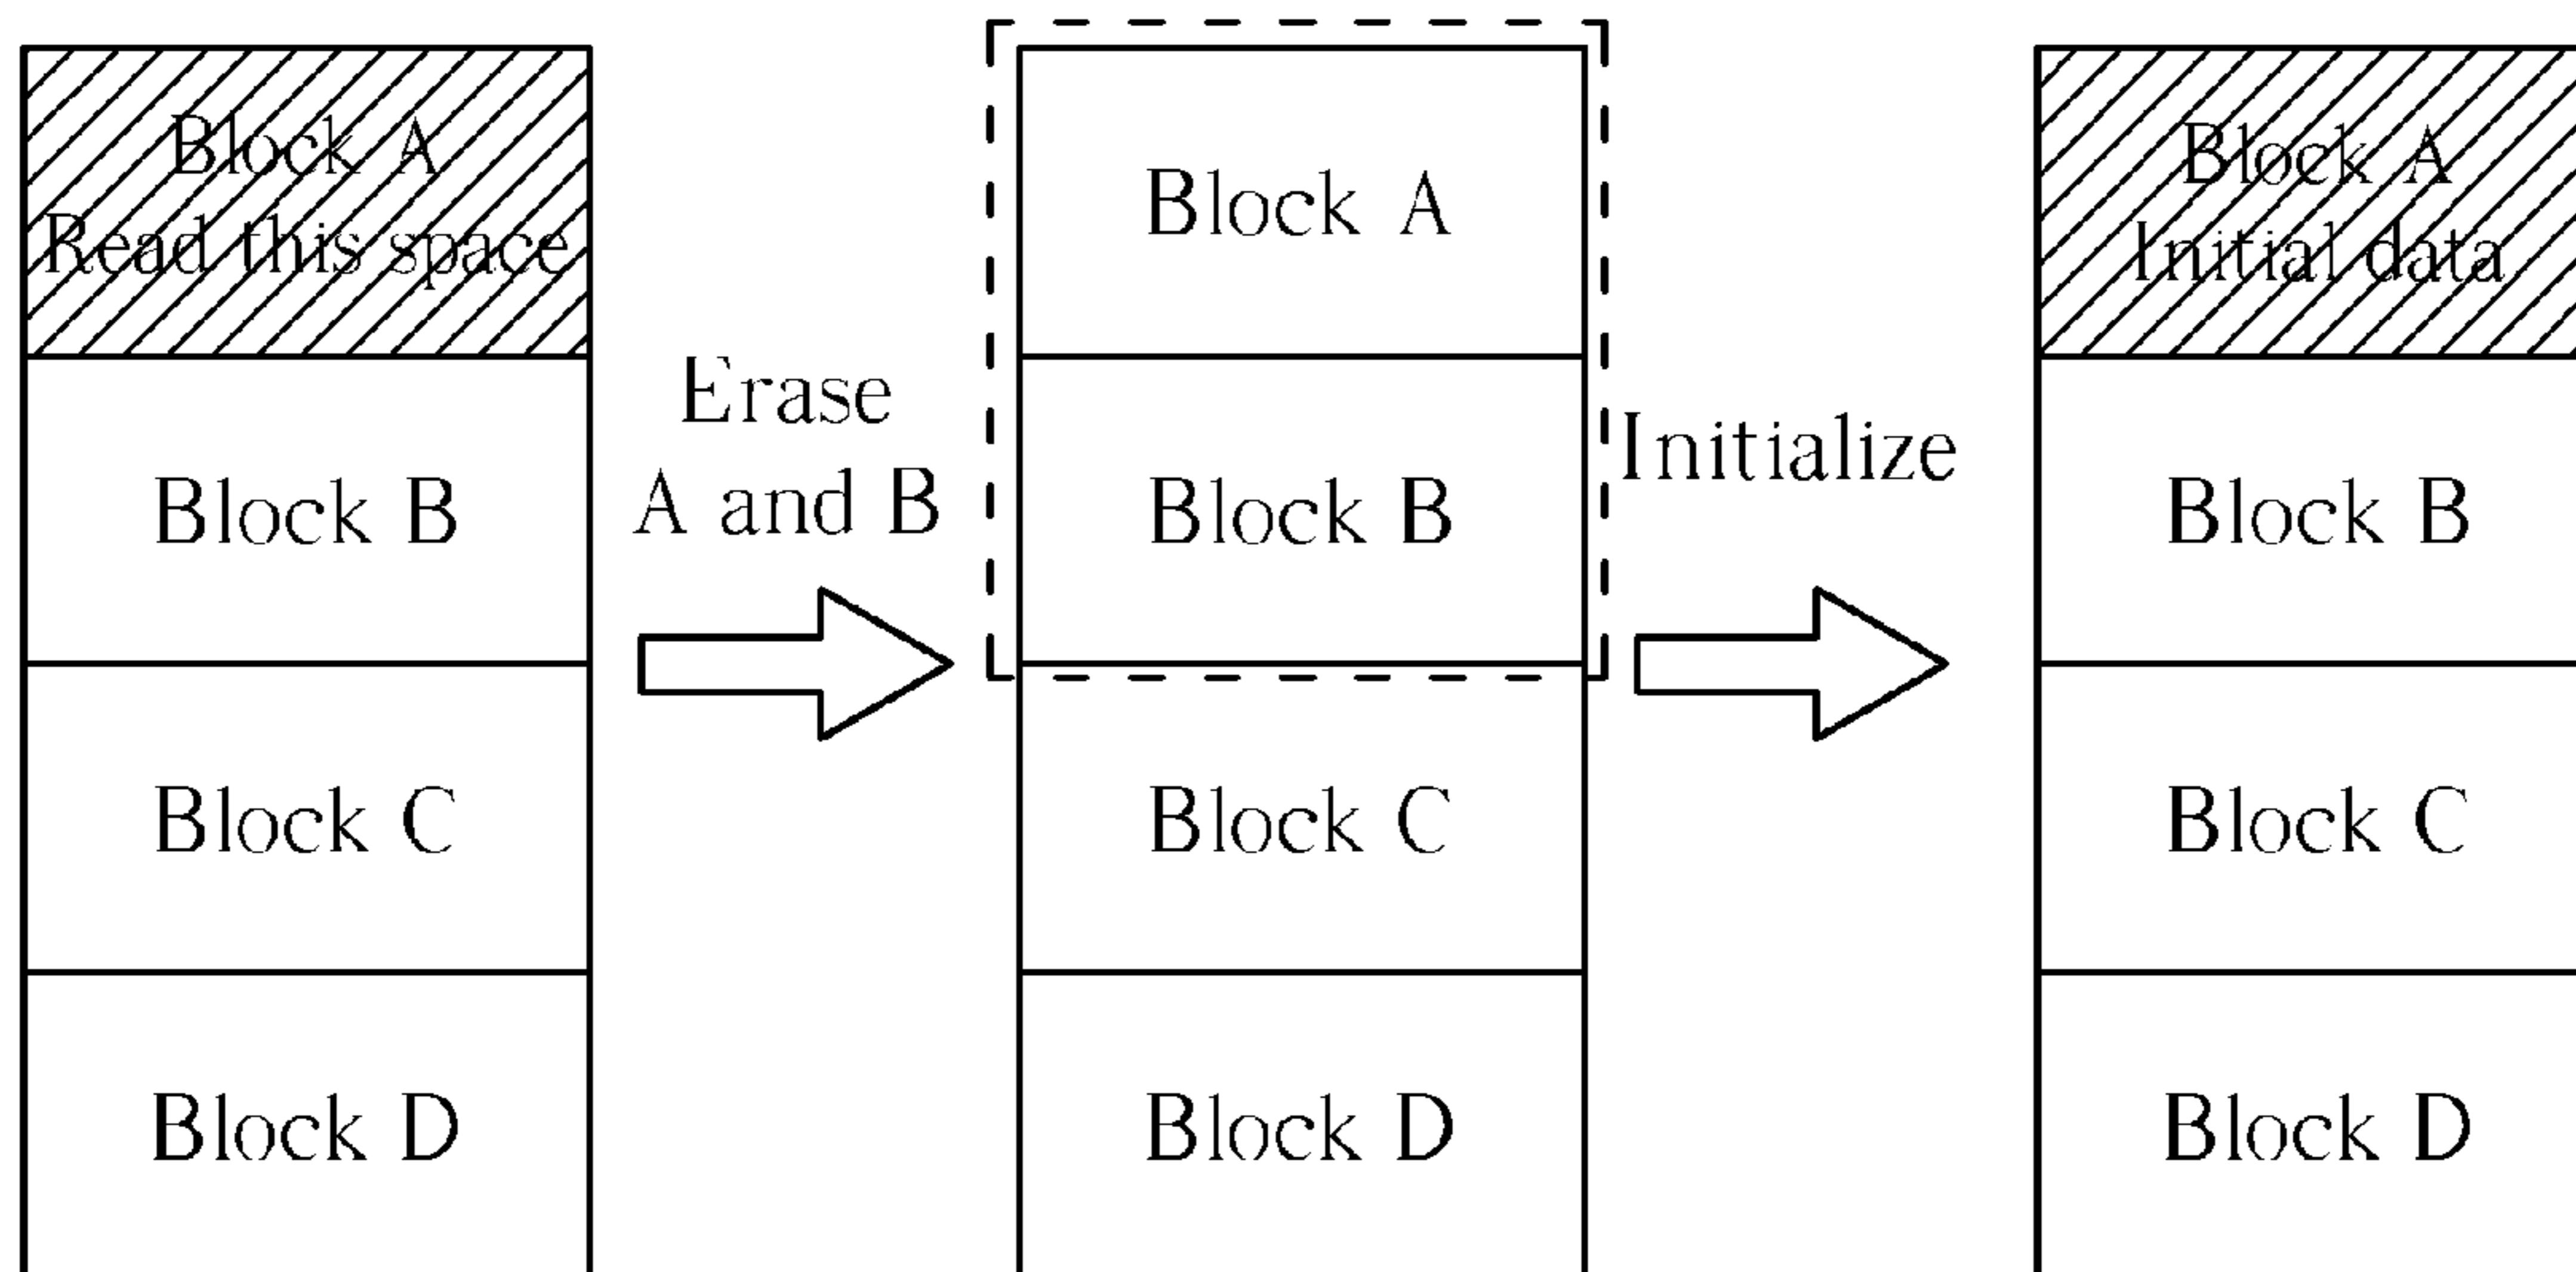 Block A
Read this space
Block B
Block C
Block D
Erase
A and B
Block A
Block B
Block C
Block D
Initialize
Block A
Initial data
Block B
Block C
Block D